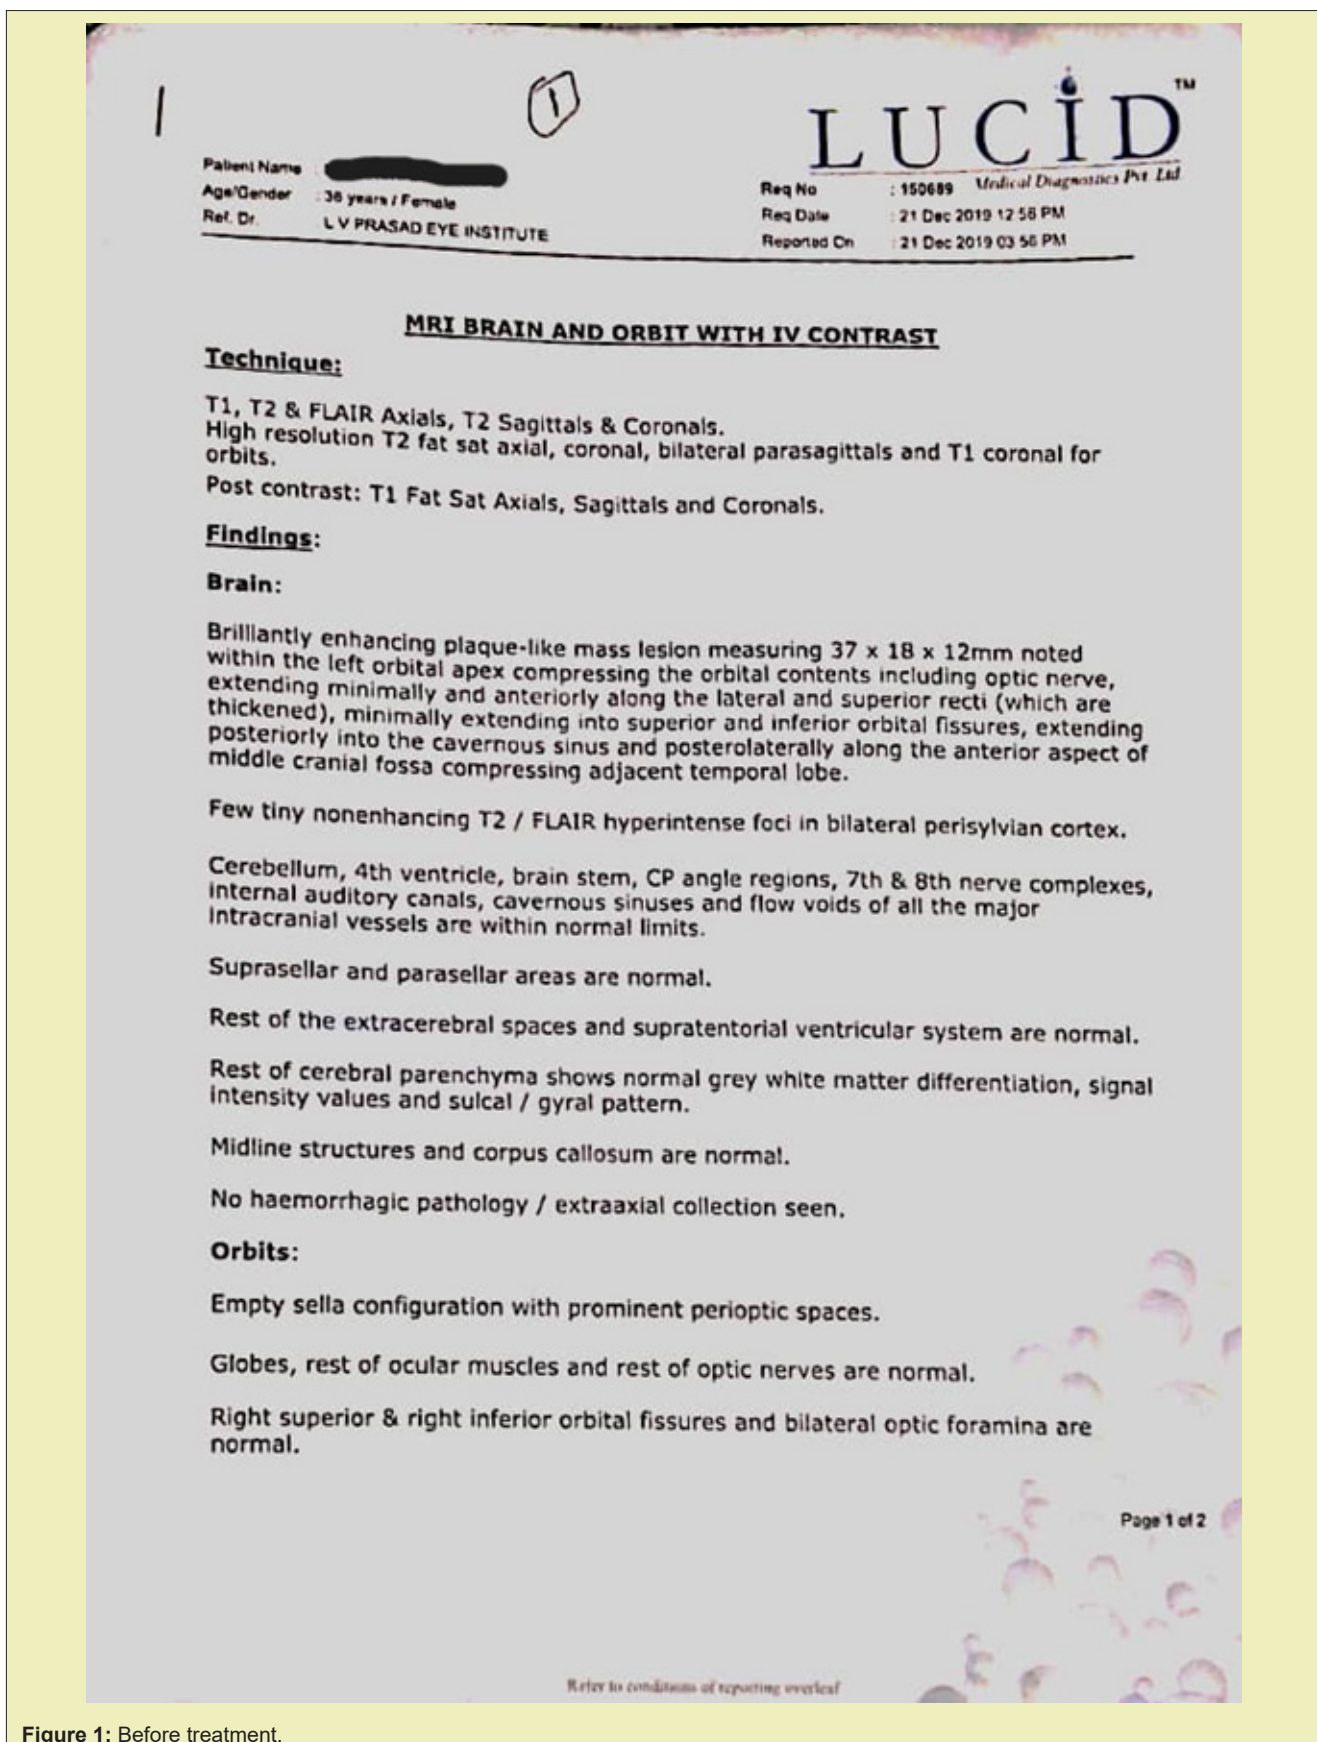 1
1
LUCID™
Medical Diagnostics Pvt Ltd
Patient Name :
Age/Gender : 36 years / Female
Ref. Dr. L V PRASAD EYE INSTITUTE
Req No : 150689
Req Date : 21 Dec 2019 12:56 PM
Reported On : 21 Dec 2019 03 56 PM
MRI BRAIN AND ORBIT WITH IV CONTRAST
Technique:
T1, T2 & FLAIR Axials, T2 Sagittals & Coronals.
High resolution T2 fat sat axial, coronal, bilateral parasagittals and T1 coronal for
orbits.
Post contrast: T1 Fat Sat Axials, Sagittals and Coronals.
Findings:
Brain:
Brilliantly enhancing plaque-like mass lesion measuring 37 x 18 x 12mm noted
within the left orbital apex compressing the orbital contents including optic nerve,
extending minimally and anteriorly along the lateral and superior recti (which are
thickened), minimally extending into superior and inferior orbital fissures, extending
posteriorly into the cavernous sinus and posterolaterally along the anterior aspect of
middle cranial fossa compressing adjacent temporal lobe.
Few tiny nonenhancing T2 / FLAIR hyperintense foci in bilateral perisylvian cortex.
Cerebellum, 4th ventricle, brain stem, CP angle regions, 7th & 8th nerve complexes,
internal auditory canals, cavernous sinuses and flow voids of all the major
intracranial vessels are within normal limits.
Suprasellar and parasellar areas are normal.
Rest of the extracerebral spaces and supratentorial ventricular system are normal.
Rest of cerebral parenchyma shows normal grey white matter differentiation, signal
intensity values and sulcal / gyral pattern.
Midline structures and corpus callosum are normal.
No haemorrhagic pathology / extraaxial collection seen.
Orbits:
Empty sella configuration with prominent perioptic spaces.
Globes, rest of ocular muscles and rest of optic nerves are normal.
Right superior & right inferior orbital fissures and bilateral optic foramina are
normal.
Page 1 of 2
Refer to conditions of reporting overleaf
Figure 1: Before treatment.